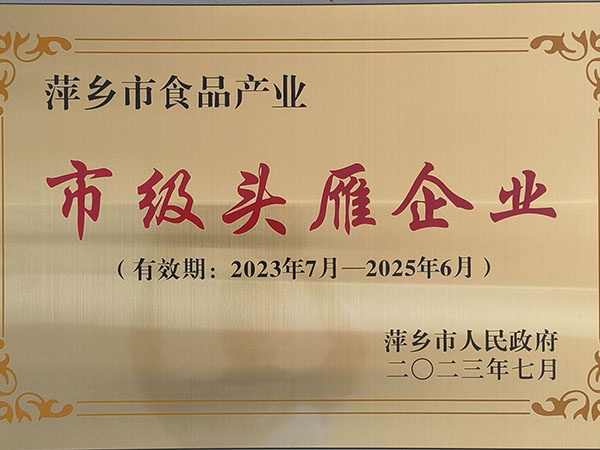 萍乡市食品产业
市级头雁企业
（有效期：2023年7月—2025年6月）
萍乡市人民政府
二〇二三年七月